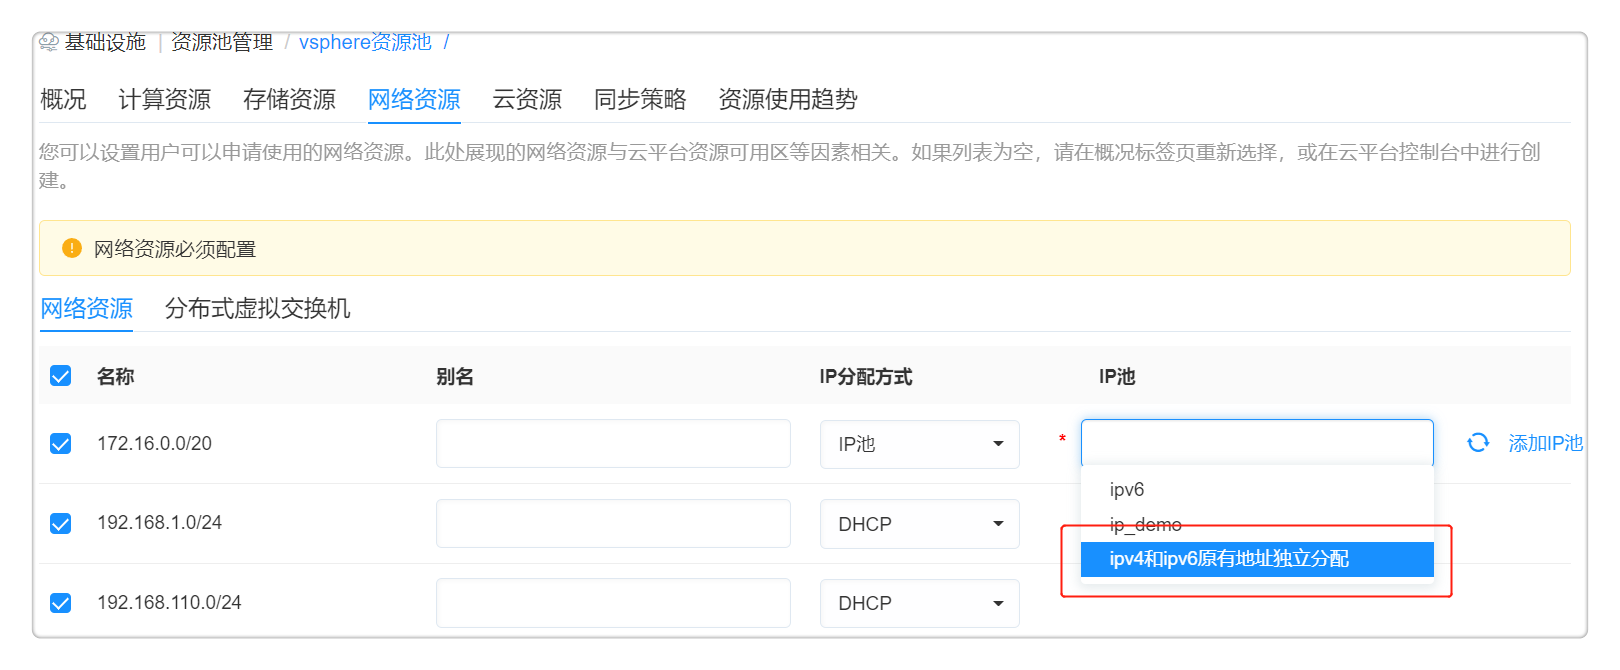 基础设施 | 资源池管理 / vsphere资源池 /
概况 计算资源 存储资源 网络资源 云资源 同步策略 资源使用趋势
您可以设置用户可以申请使用的网络资源。此处展现的网络资源与云平台资源可用区等因素相关。如果列表为空，请在概况标签页重新选择，或在云平台控制台中进行创
建。
网络资源必须配置
网络资源 分布式虚拟交换机
名称 别名 IP分配方式 IP池
172.16.0.0/20 IP池 * 添加IP池
ipv6
192.168.1.0/24 DHCP ip_demo
ipv4和ipv6原有地址独立分配
192.168.110.0/24 DHCP